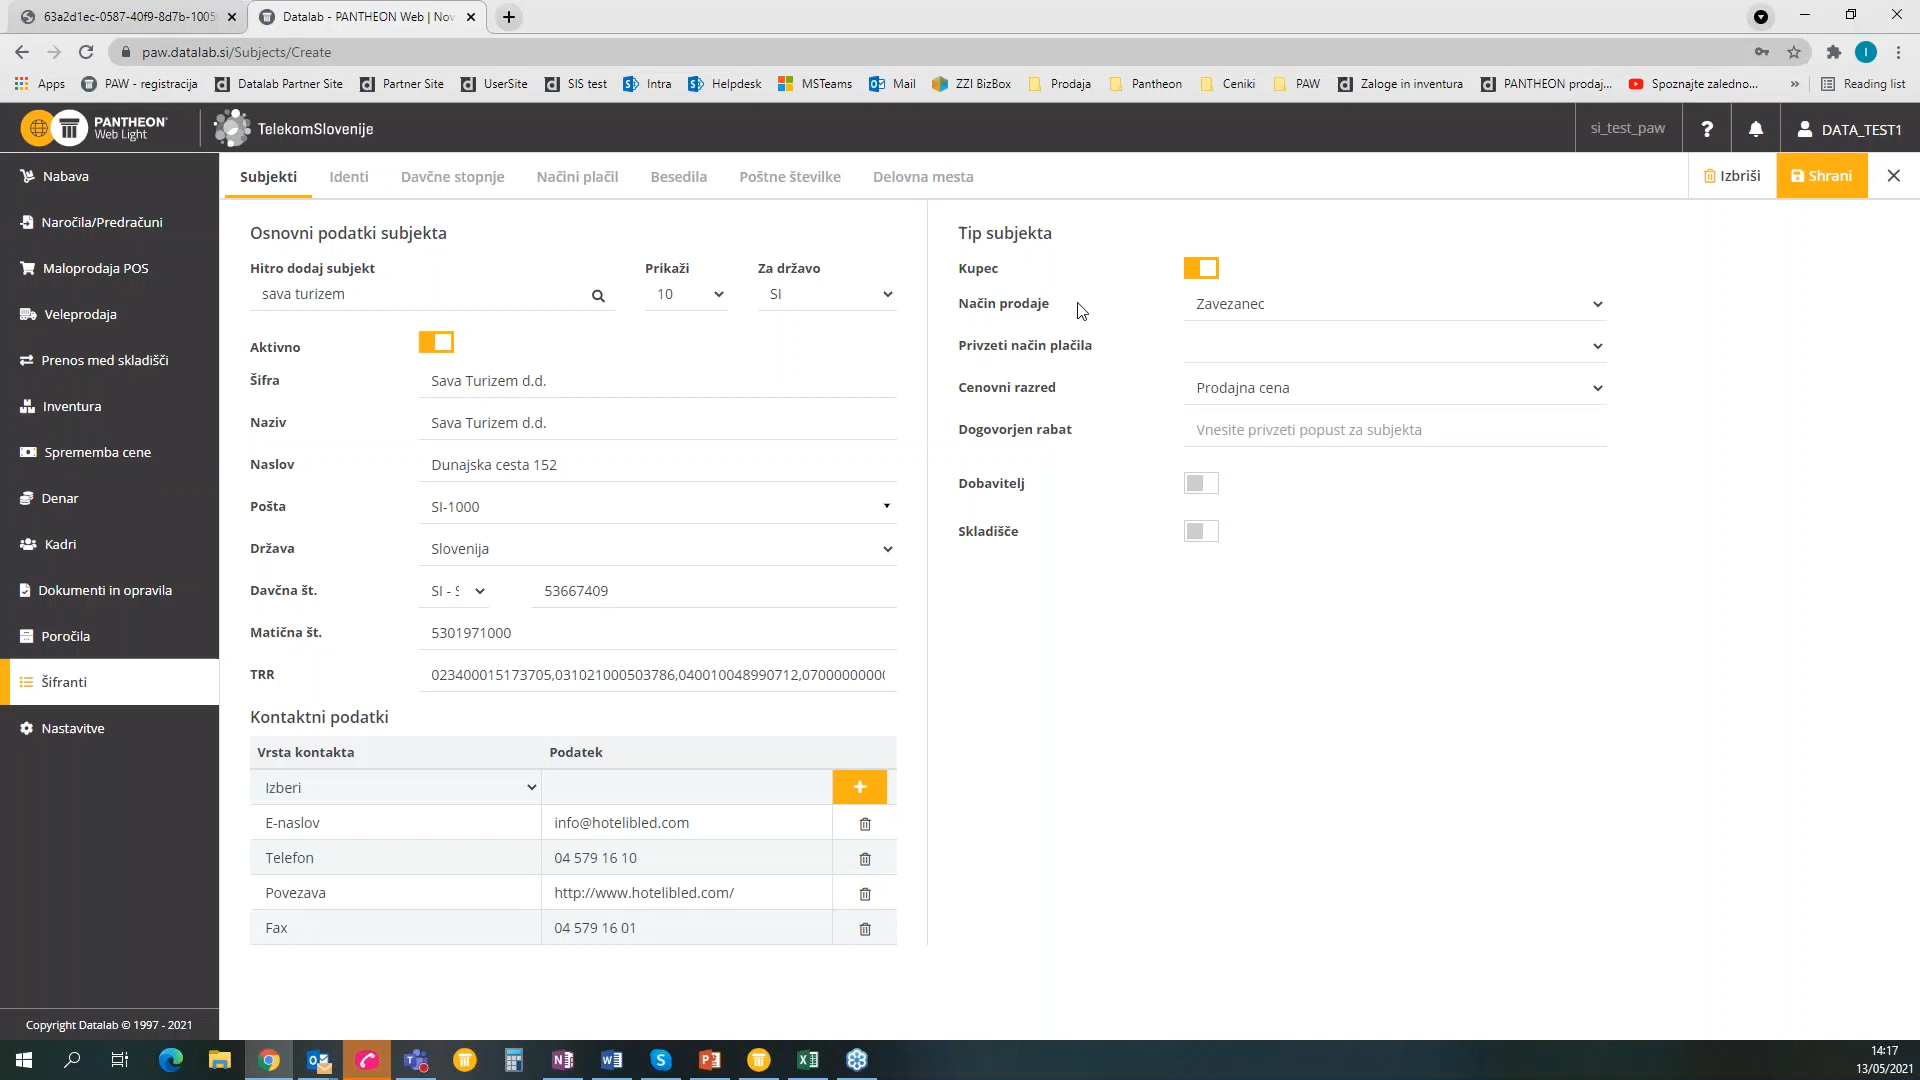 63a2d1ec-0587-40f9-8d7b-1005
Datalab - PANTHEON Web | Nov
paw.datalab.si/Subjects/Create
Apps
PAW - registracija
Datalab Partner Site
Partner Site
UserSite
SIS test
Intra
Helpdesk
MSTeams
Mail
ZZI BizBox
Prodaja
Pantheon
Ceniki
PAW
Zaloge in inventura
PANTHEON prodaj...
Spoznajte zaledno...
Reading list
PANTHEON
Web Light
TelekomSlovenije
si_test_paw
?
DATA_TEST1
Nabava
Naročila/Predračuni
Maloprodaja POS
Veleprodaja
Prenos med skladišči
Inventura
Sprememba cene
Denar
Kadri
Dokumenti in opravila
Poročila
Šifranti
Nastavitve
Copyright Datalab © 1997 - 2021
Subjekti
Identi
Davčne stopnje
Načini plačil
Besedila
Poštne številke
Delovna mesta
Izbriši
Shrani
Osnovni podatki subjekta
Hitro dodaj subjekt
Prikaži
Za državo
sava turizem
10
SI
Aktivno
Šifra
Sava Turizem d.d.
Naziv
Sava Turizem d.d.
Naslov
Dunajska cesta 152
Pošta
SI-1000
Država
Slovenija
Davčna št.
SI - S
53667409
Matična št.
5301971000
TRR
023400015173705,031021000503786,040010048990712,0700000000(
Kontaktni podatki
Vrsta kontakta
Podatek
Izberi
E-naslov
info@hotelibled.com
Telefon
04 579 16 10
Povezava
http://www.hotelibled.com/
Fax
04 579 16 01
Tip subjekta
Kupec
Način prodaje
Zavezanec
Privzeti način plačila
Cenovni razred
Prodajna cena
Dogovorjen rabat
Vnesite privzeti popust za subjekta
Dobavitelj
Skladišče
14:17
13/05/2021